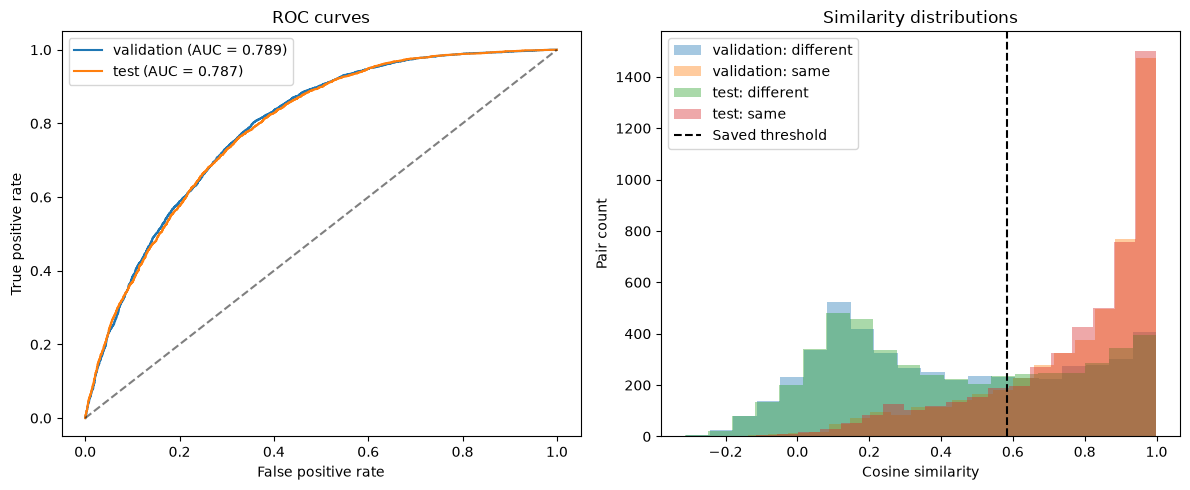 ROC curves
validation (AUC = 0.789)
test (AUC = 0.787)
1.0
0.8
0.6
0.4
0.2
0.0
True positive rate
0.0 0.2 0.4 0.6 0.8 1.0
False positive rate
Similarity distributions
validation: different
validation: same
test: different
test: same
Saved threshold
1400
1200
1000
800
600
400
200
0
Pair count
−0.2 0.0 0.2 0.4 0.6 0.8 1.0
Cosine similarity